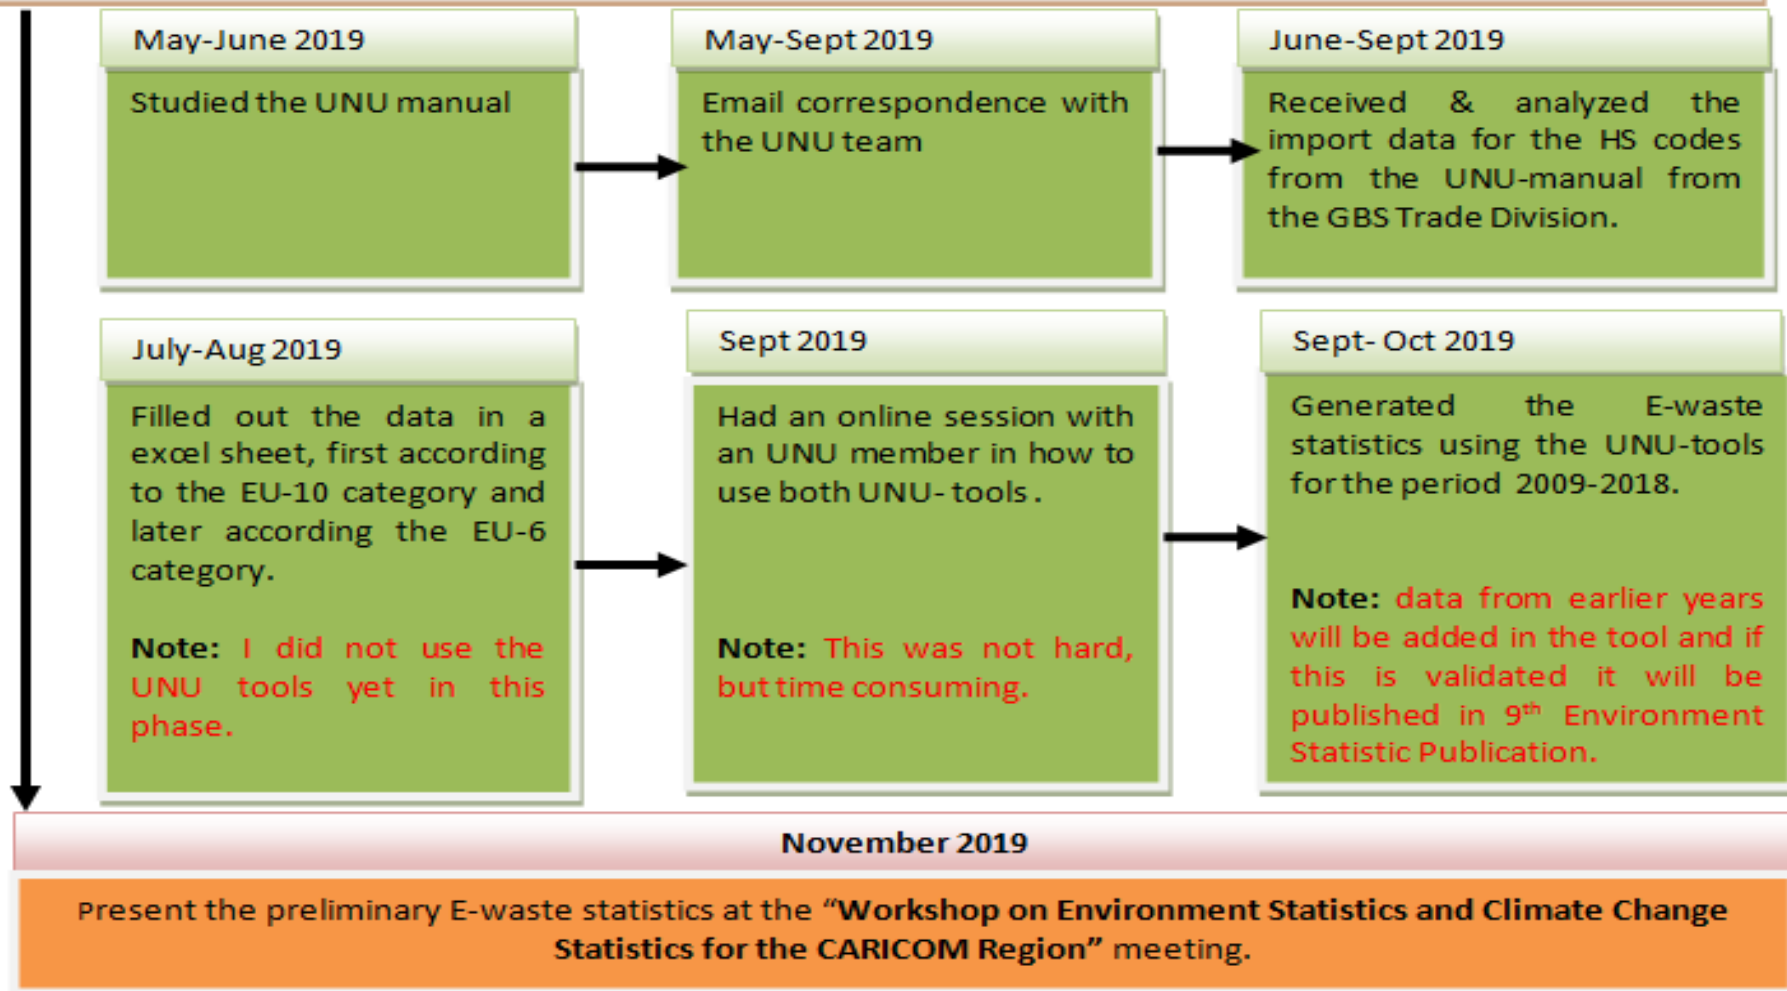 May-June 2019
Studied the UNU manual
May-Sept 2019
Email correspondence with
the UNU team
June-Sept 2019
Received & analyzed the
import data for the HS codes
from the UNU-manual from
the GBS Trade Division.
July-Aug 2019
Filled out the data in a
excel sheet, first according
to the EU-10 category and
later according the EU-6
category.
Note: I did not use the
UNU tools yet in this
phase.
Sept 2019
Had an online session with
an UNU member in how to
use both UNU- tools .
Note: This was not hard,
but time consuming.
Sept- Oct 2019
Generated the E-waste
statistics using the UNU-tools
for the period 2009-2018.
Note: data from earlier years
will be added in the tool and if
this is validated it will be
published in 9th Environment
Statistic Publication.
November 2019
Present the preliminary E-waste statistics at the “Workshop on Environment Statistics and Climate Change
Statistics for the CARICOM Region” meeting.